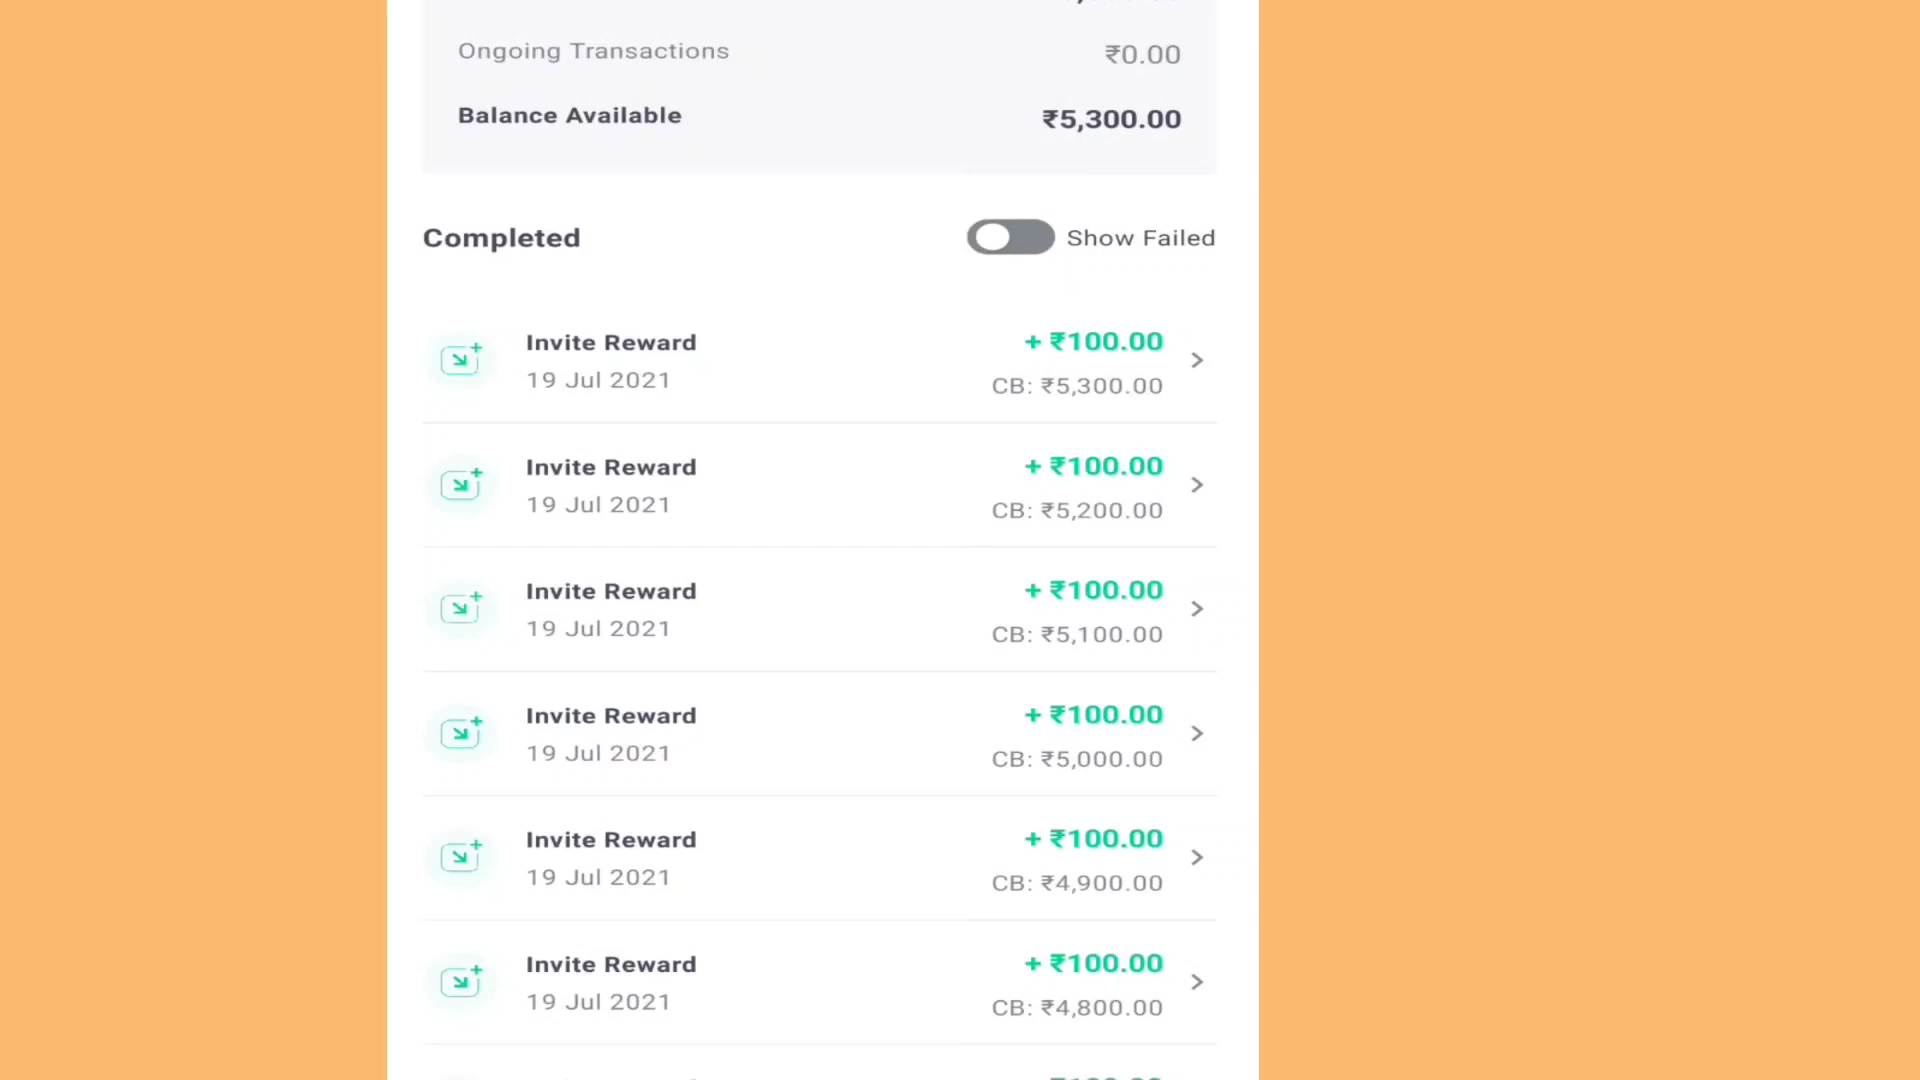 Ongoing Transactions ₹0.00
Balance Available ₹5,300.00
Completed Show Failed
Invite Reward + ₹100.00
19 Jul 2021 CB: ₹5,300.00
Invite Reward + ₹100.00
19 Jul 2021 CB: ₹5,200.00
Invite Reward + ₹100.00
19 Jul 2021 CB: ₹5,100.00
Invite Reward + ₹100.00
19 Jul 2021 CB: ₹5,000.00
Invite Reward + ₹100.00
19 Jul 2021 CB: ₹4,900.00
Invite Reward + ₹100.00
19 Jul 2021 CB: ₹4,800.00